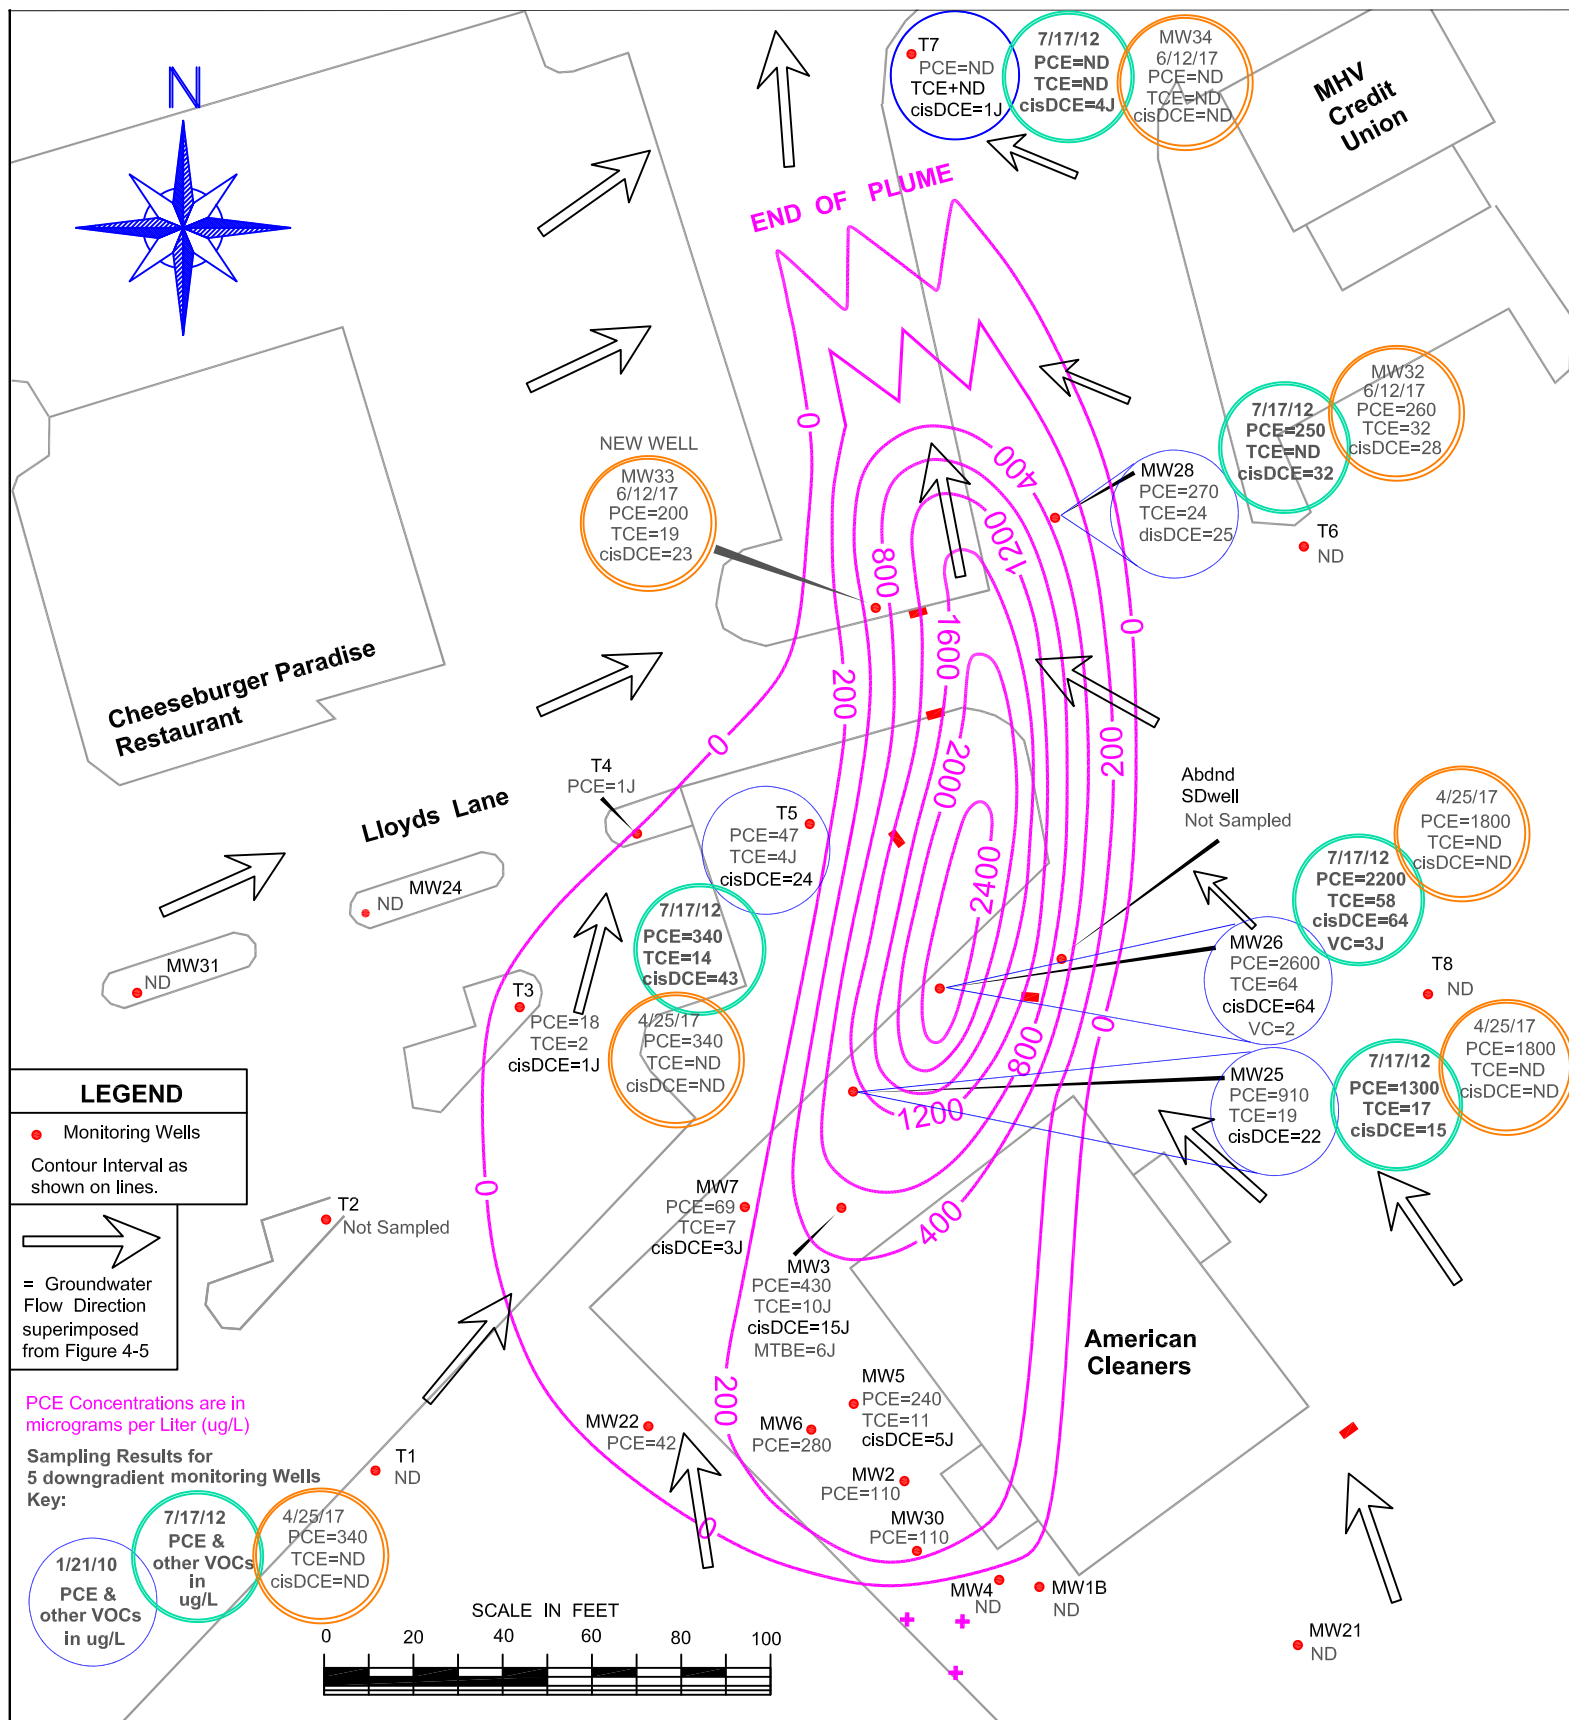 N
T7
PCE=ND
TCE+ND
cisDCE=1J
7/17/12
PCE=ND
TCE=ND
cisDCE=4J
MW34
6/12/17
PCE=ND
TCE=ND
cisDCE=ND
MHV
Credit
Union
END OF PLUME
0
400
NEW WELL
MW33
6/12/17
PCE=200
TCE=19
cisDCE=23
7/17/12
PCE=250
TCE=ND
cisDCE=32
MW32
6/12/17
PCE=260
TCE=32
cisDCE=28
MW28
PCE=270
TCE=24
disDCE=25
T6
ND
1200
800
1600
0
200
200
0
2000
2400
Cheeseburger Paradise
Restaurant
Lloyds Lane
T4
PCE=1J
T5
PCE=47
TCE=4J
cisDCE=24
7/17/12
PCE=340
TCE=14
cisDCE=43
4/25/17
PCE=340
TCE=ND
cisDCE=ND
Abdnd
SDwell
Not Sampled
4/25/17
PCE=1800
TCE=ND
cisDCE=ND
7/17/12
PCE=2200
TCE=58
cisDCE=64
VC=3J
MW26
PCE=2600
TCE=64
cisDCE=64
VC=2
T8
ND
MW24
ND
MW31
ND
T3
PCE=18
TCE=2
cisDCE=1J
0
800
1200
MW25
PCE=910
TCE=19
cisDCE=22
7/17/12
PCE=1300
TCE=17
cisDCE=15
4/25/17
PCE=1800
TCE=ND
cisDCE=ND
LEGEND
Monitoring Wells
Contour Interval as
shown on lines.
= Groundwater
Flow Direction
superimposed
from Figure 4-5
T2
Not Sampled
0
MW7
PCE=69
TCE=7
cisDCE=3J
400
MW3
PCE=430
TCE=10J
cisDCE=15J
MTBE=6J
American
Cleaners
MW5
PCE=240
TCE=11
cisDCE=5J
200
MW22
PCE=42
MW6
PCE=280
MW2
PCE=110
MW30
PCE=110
0
MW4
ND
MW1B
ND
MW21
ND
PCE Concentrations are in
micrograms per Liter (ug/L)
Sampling Results for
5 downgradient monitoring Wells
Key:
T1
ND
1/21/10
PCE &
other VOCs
in ug/L
7/17/12
PCE &
other VOCs
in
ug/L
4/25/17
PCE=340
TCE=ND
cisDCE=ND
SCALE IN FEET
0 20 40 60 80 100